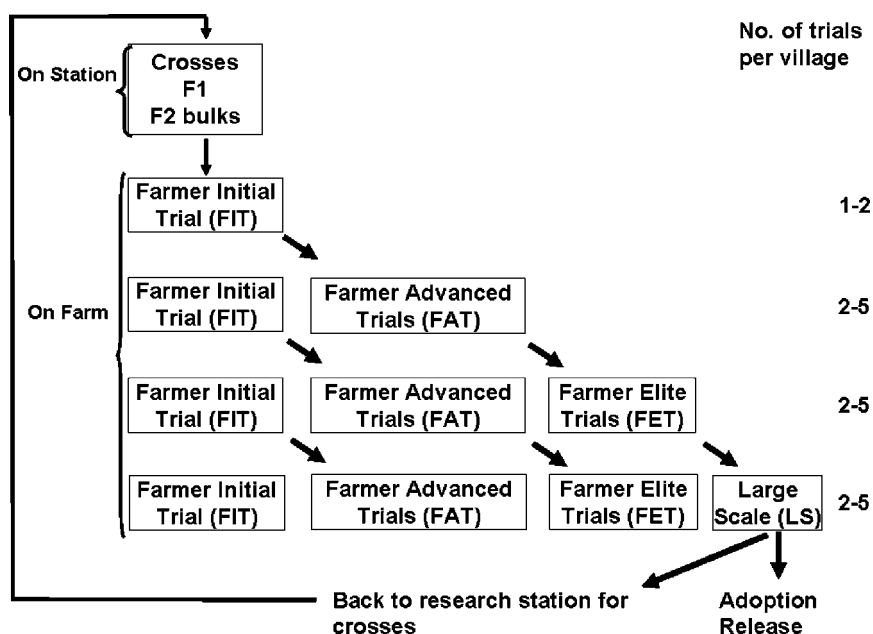 No. of trials
per village
On Station
Crosses
F1
F2 bulks
Farmer Initial
Trial (FIT)
1-2
On Farm
Farmer Initial
Trial (FIT)
Farmer Advanced
Trials (FAT)
2-5
Farmer Initial
Trial (FIT)
Farmer Advanced
Trials (FAT)
Farmer Elite
Trials (FET)
2-5
Farmer Initial
Trial (FIT)
Farmer Advanced
Trials (FAT)
Farmer Elite
Trials (FET)
Large
Scale (LS)
2-5
Back to research station for
crosses
Adoption
Release